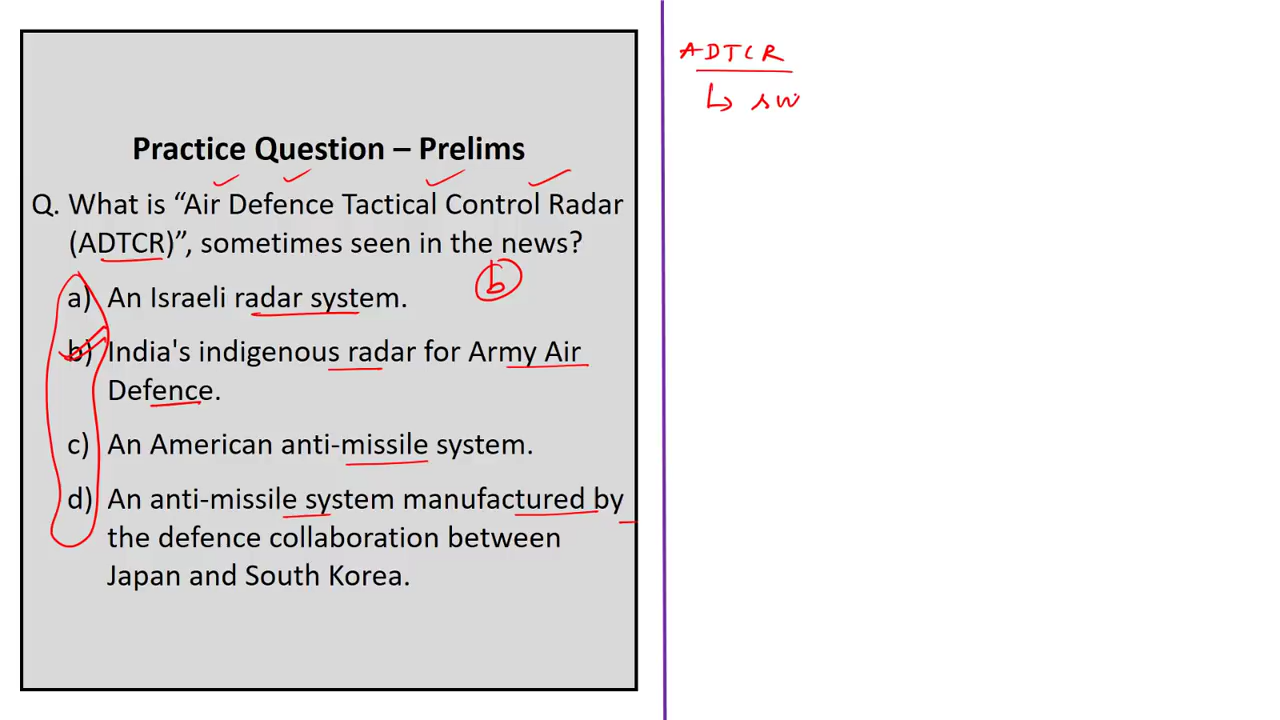 Practice Question – Prelims
Q. What is “Air Defence Tactical Control Radar
(ADTCR)”, sometimes seen in the news?
b
a) An Israeli radar system.
b) India's indigenous radar for Army Air
Defence.
c) An American anti-missile system.
d) An anti-missile system manufactured by
the defence collaboration between
Japan and South Korea.
ADTCR
↳ sw